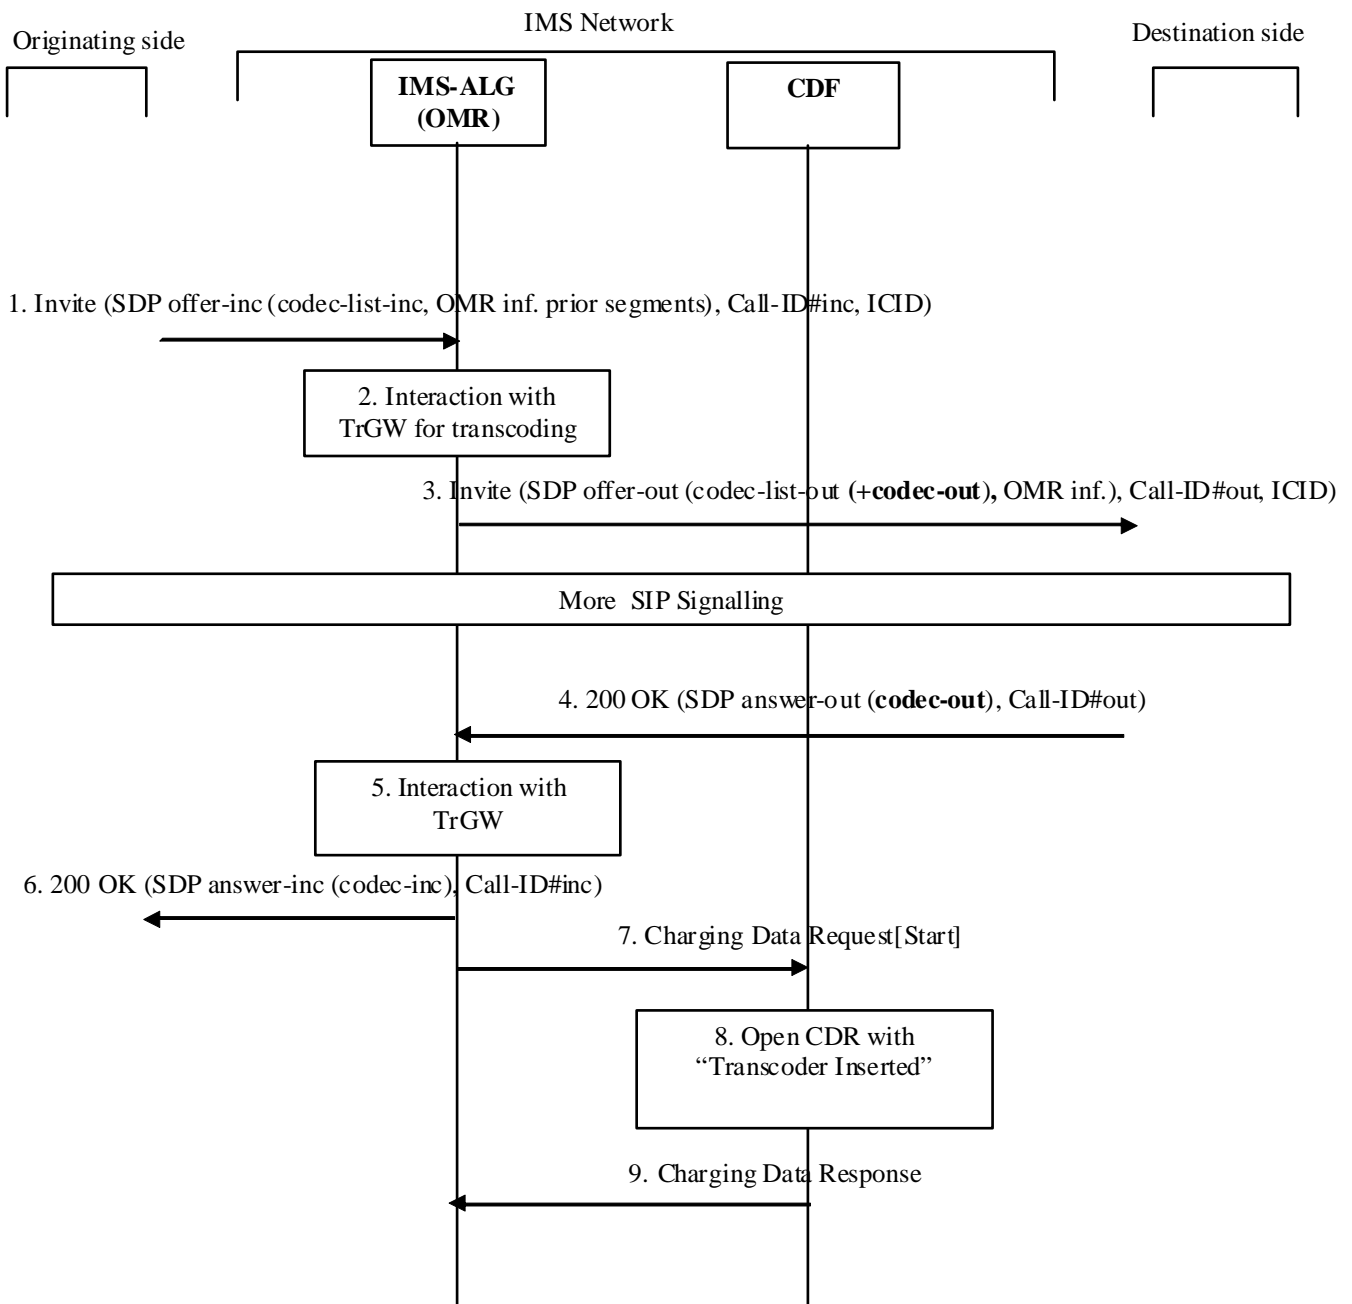 IMS Network
Originating side
Destination side
IMS-ALG
(OMR)
CDF
1. Invite (SDP offer-inc (codec-list-inc, OMR inf. prior segments), Call-ID#inc, ICID)
2. Interaction with
TrGW for transcoding
3. Invite (SDP offer-out (codec-list-out (+codec-out), OMR inf.), Call-ID#out, ICID)
More SIP Signalling
4. 200 OK (SDP answer-out (codec-out), Call-ID#out)
5. Interaction with
TrGW
6. 200 OK (SDP answer-inc (codec-inc), Call-ID#inc)
7. Charging Data Request[Start]
8. Open CDR with
“Transcoder Inserted”
9. Charging Data Response